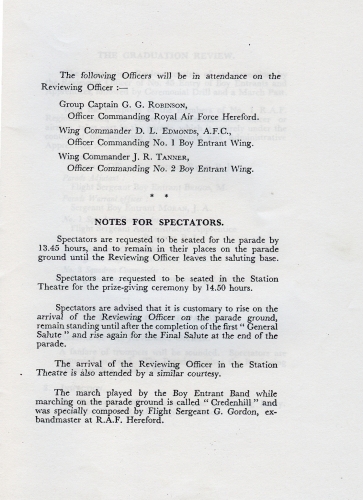 The following Officers will be in attendance on the
Reviewing Officer :—
Group Captain G. G. ROBINSON,
Officer Commanding Royal Air Force Hereford.
Wing Commander D. L. EDMONDS, A.F.C.,
Officer Commanding No. 1 Boy Entrant Wing.
Wing Commander J. R. TANNER,
Officer Commanding No. 2 Boy Entrant Wing.
* *
NOTES FOR SPECTATORS.
Spectators are requested to be seated for the parade by
13.45 hours, and to remain in their places on the parade
ground until the Reviewing Officer leaves the saluting base.
Spectators are requested to be seated in the Station
Theatre for the prize-giving ceremony by 14.50 hours.
Spectators are advised that it is customary to rise on the
arrival of the Reviewing Officer on the parade ground,
remain standing until after the completion of the first " General
Salute " and rise again for the Final Salute at the end of the
parade.
The arrival of the Reviewing Officer in the Station
Theatre is also attended by a similar courtesy.
The march played by the Boy Entrant Band while
marching on the parade ground is called " Credenhill " and
was specially composed by Flight Sergeant G. Gordon, ex-
bandmaster at R.A.F. Hereford.